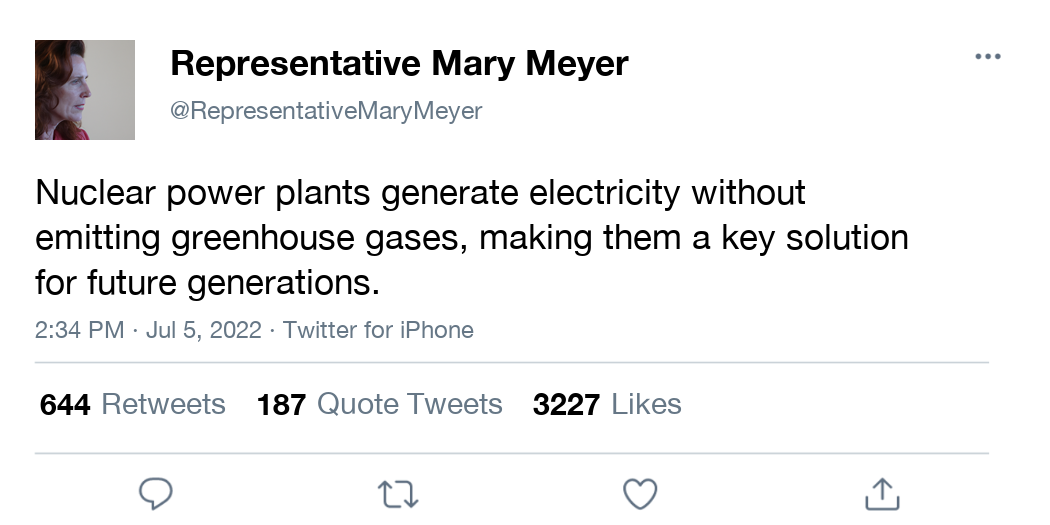 Representative Mary Meyer
@RepresentativeMaryMeyer
Nuclear power plants generate electricity without
emitting greenhouse gases, making them a key solution
for future generations.
2:34 PM · Jul 5, 2022 · Twitter for iPhone
644 Retweets 187 Quote Tweets 3227 Likes